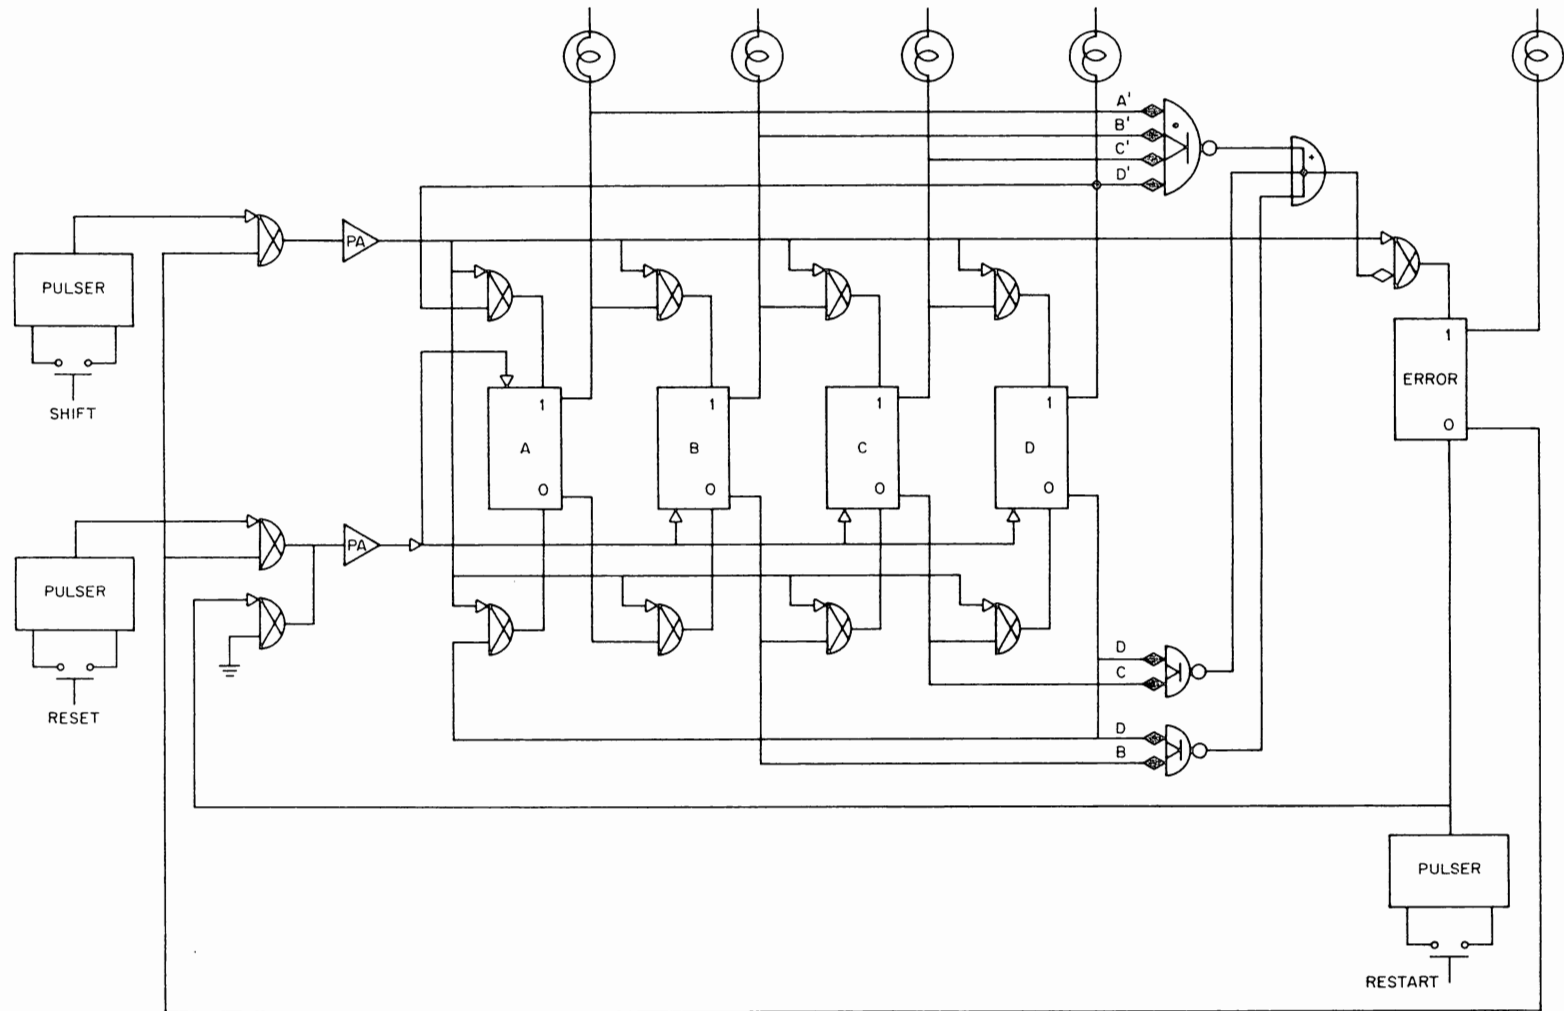 A'
B'
C'
D'
PA
PULSER
SHIFT
1
1
1
1
1
ERROR
0
A
B
C
D
0
0
0
0
PA
PULSER
RESET
D
C
D
B
PULSER
RESTART